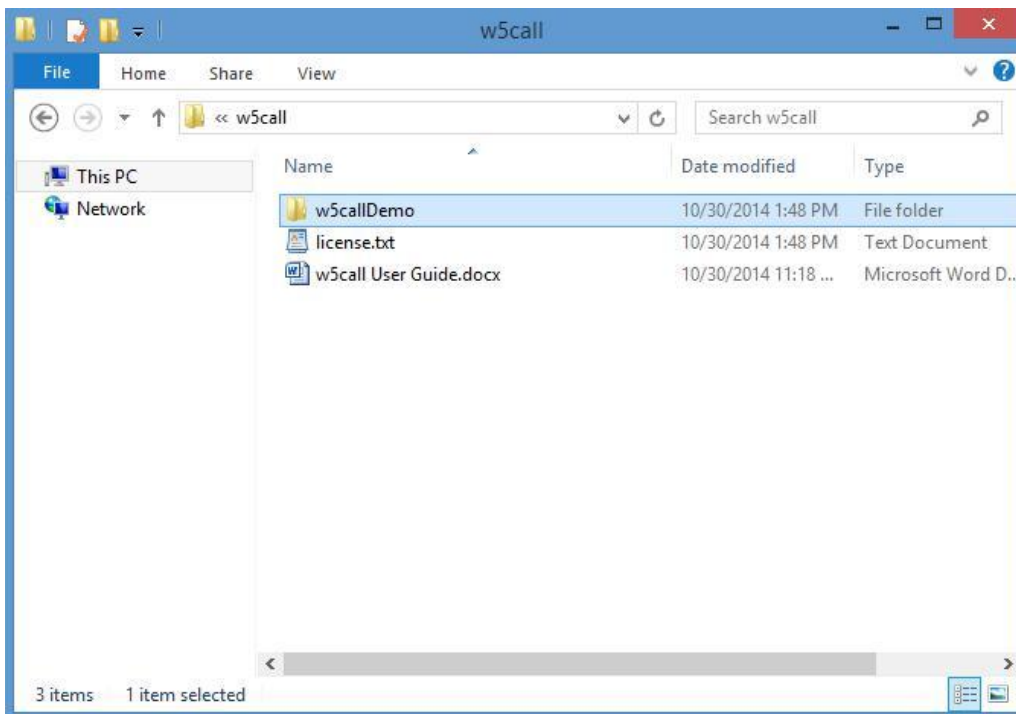 w5call
File Home Share View
« w5call Search w5call
Name Date modified Type
This PC
Network
w5callDemo 10/30/2014 1:48 PM File folder
license.txt 10/30/2014 1:48 PM Text Document
w5call User Guide.docx 10/30/2014 11:18 ... Microsoft Word D...
3 items 1 item selected